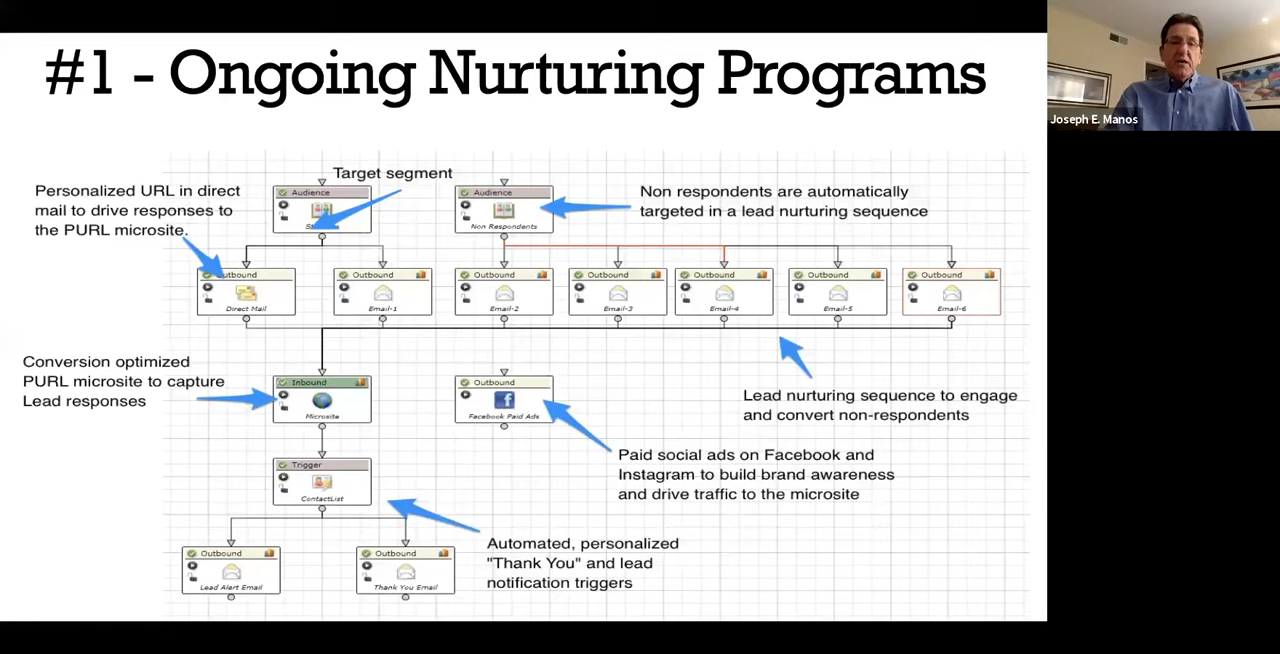 #1 - Ongoing Nurturing Programs
Joseph E. Manos
Target segment
Personalized URL in direct
mail to drive responses to
the PURL microsite.
Audience
Audience
Non Respondents
Non respondents are automatically
targeted in a lead nurturing sequence
Outbound
Direct Mail
Outbound
Email-1
Outbound
Email-2
Outbound
Email-3
Outbound
Email-4
Outbound
Email-5
Outbound
Email-6
Conversion optimized
PURL microsite to capture
Lead responses
Inbound
Microsite
Outbound
Facebook Paid Ads
Lead nurturing sequence to engage
and convert non-respondents
Paid social ads on Facebook and
Instagram to build brand awareness
and drive traffic to the microsite
Trigger
ContactList
Automated, personalized
"Thank You" and lead
notification triggers
Outbound
Lead Alert Email
Outbound
Thank You Email